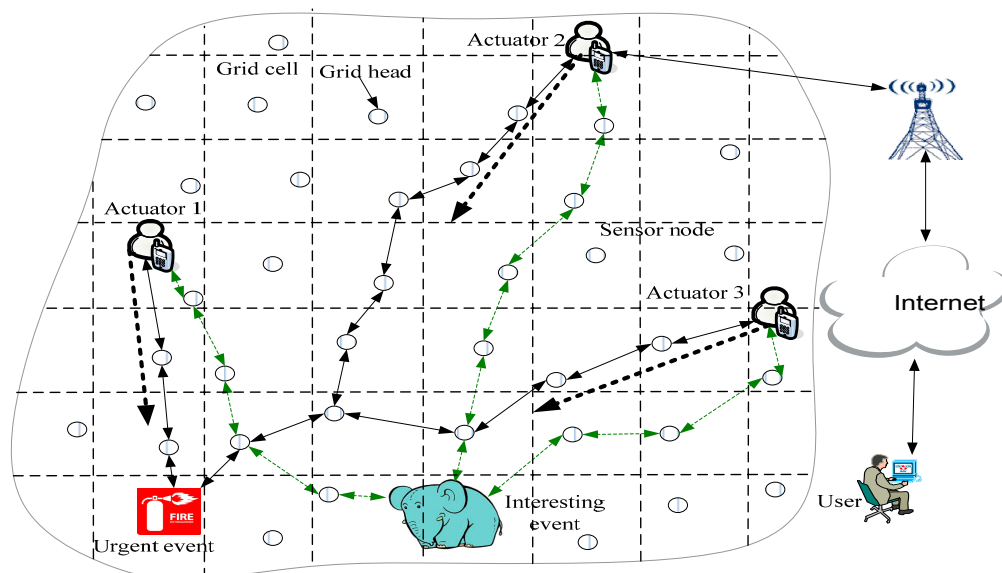 Actuator 2
Grid cell
Grid head
Actuator 1
Sensor node
Actuator 3
Internet
FIRE
Interesting
event
User
Urgent event